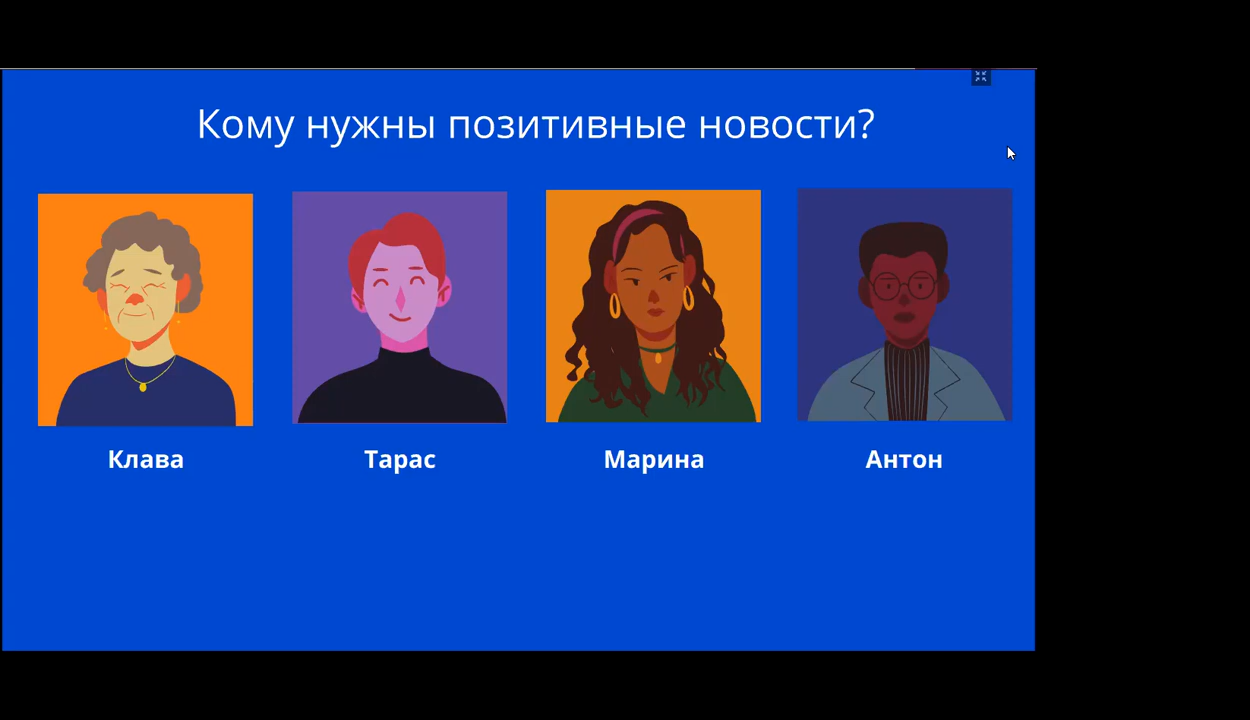 Кому нужны позитивные новости?
Клава
Тарас
Марина
Антон